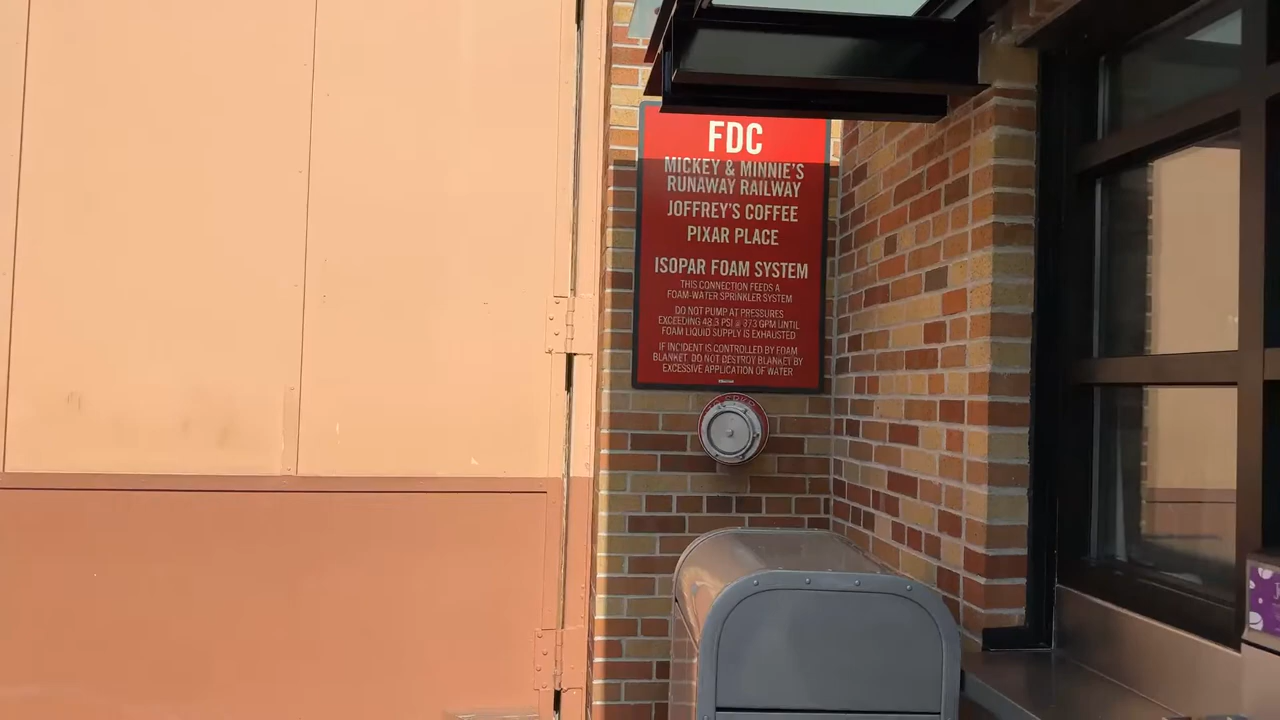 FDC
MICKEY & MINNIE'S
RUNAWAY RAILWAY
JOFFREY'S COFFEE
PIXAR PLACE
ISOPAR FOAM SYSTEM
THIS CONNECTION FEEDS A
FOAM-WATER SPRINKLER SYSTEM
DO NOT PUMP AT PRESSURES
EXCEEDING 48.3 PSI @ 373 GPM UNTIL
FOAM LIQUID SUPPLY IS EXHAUSTED
IF INCIDENT IS CONTROLLED BY FOAM
BLANKET, DO NOT DESTROY BLANKET BY
EXCESSIVE APPLICATION OF WATER